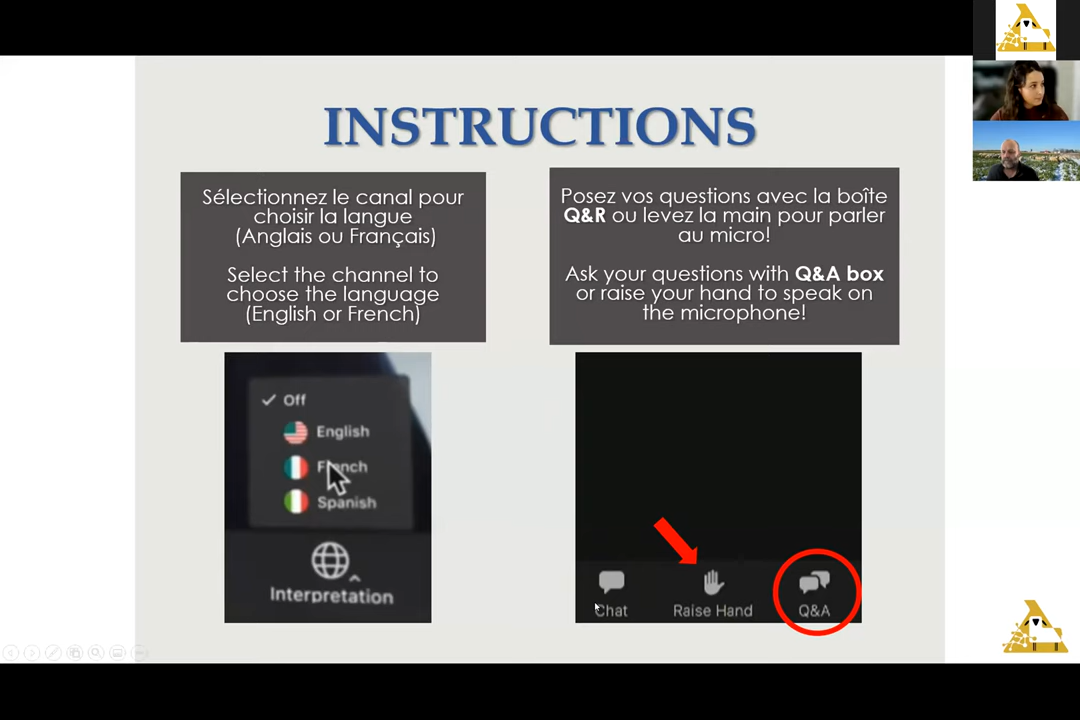 INSTRUCTIONS
Sélectionnez le canal pour
choisir la langue
(Anglais ou Français)
Select the channel to
choose the language
(English or French)
Posez vos questions avec la boîte
Q&R ou levez la main pour parler
au micro!
Ask your questions with Q&A box
or raise your hand to speak on
the microphone!
Off
English
French
Spanish
Interpretation
Chat
Raise Hand
Q&A